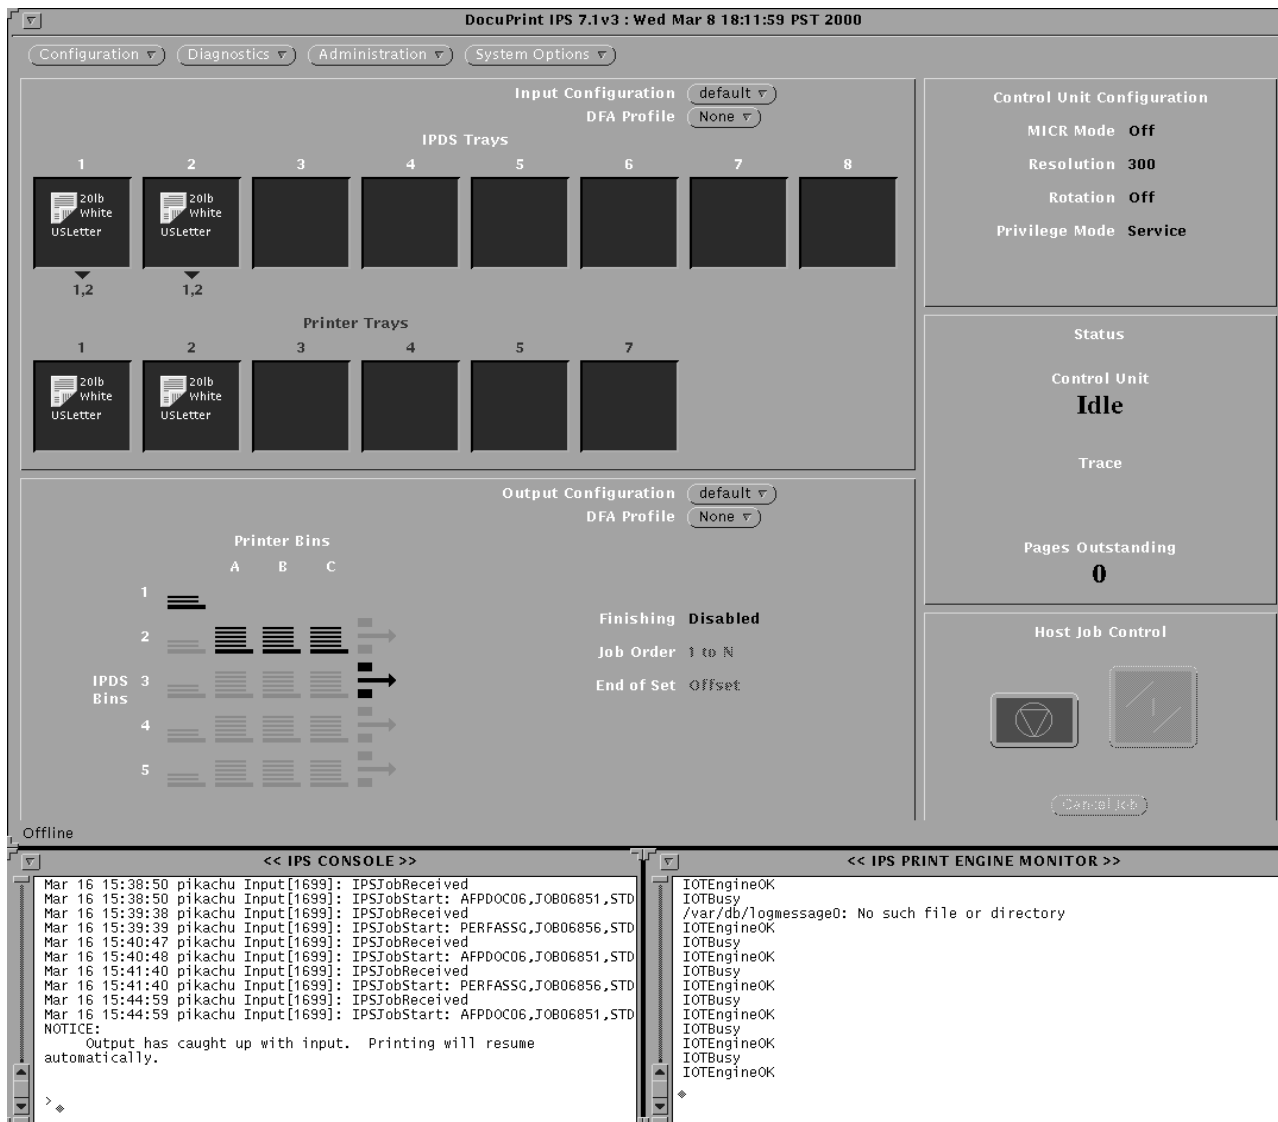 DocuPrint IPS 7.1v3 : Wed Mar 8 18:11:59 PST 2000
Configuration Diagnostics Administration System Options
Input Configuration default
DFA Profile None
IPDS Trays
1 2 3 4 5 6 7 8
20lb 20lb
White White
USLetter USLetter
1,2 1,2
Printer Trays
1 2 3 4 5 7
20lb 20lb
White White
USLetter USLetter
Control Unit Configuration
MICR Mode Off
Resolution 300
Rotation Off
Privilege Mode Service
Status
Control Unit
Idle
Trace
Pages Outstanding
0
Output Configuration default
DFA Profile None
Printer Bins
A B C
1
2
IPDS 3
Bins
4
5
Finishing Disabled
Job Order 1 to N
End of Set Offset
Host Job Control
Cancel Job
Offline
<< IPS CONSOLE >>
Mar 16 15:38:50 pikachu Input[1699]: IPSJobReceived
Mar 16 15:38:50 pikachu Input[1699]: IPSJobStart: AFPDOC06,JOB06851,STD
Mar 16 15:39:38 pikachu Input[1699]: IPSJobReceived
Mar 16 15:39:39 pikachu Input[1699]: IPSJobStart: PERFASSG,JOB06856,STD
Mar 16 15:40:47 pikachu Input[1699]: IPSJobReceived
Mar 16 15:40:48 pikachu Input[1699]: IPSJobStart: AFPDOC06,JOB06851,STD
Mar 16 15:41:40 pikachu Input[1699]: IPSJobReceived
Mar 16 15:41:40 pikachu Input[1699]: IPSJobStart: PERFASSG,JOB06856,STD
Mar 16 15:44:59 pikachu Input[1699]: IPSJobReceived
Mar 16 15:44:59 pikachu Input[1699]: IPSJobStart: AFPDOC06,JOB06851,STD
NOTICE:
Output has caught up with input. Printing will resume
automatically.
>
<< IPS PRINT ENGINE MONITOR >>
IOTEngineOK
IOTBusy
/var/db/logmessage0: No such file or directory
IOTEngineOK
IOTBusy
IOTEngineOK
IOTBusy
IOTEngineOK
IOTBusy
IOTEngineOK
IOTBusy
IOTEngineOK
IOTBusy
IOTEngineOK